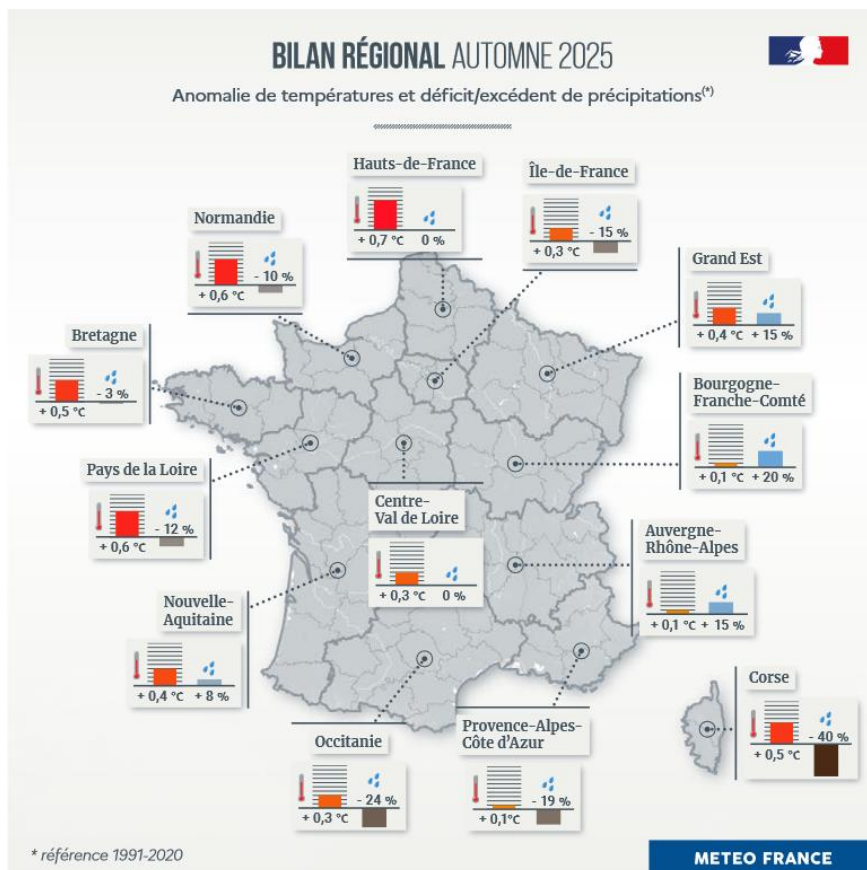 BILAN RÉGIONAL AUTOMNE 2025
Anomalie de températures et déficit/excédent de précipitations(*)
Hauts-de-France
+ 0,7 °C 0 %
Île-de-France
- 15 %
+ 0,3 °C
Normandie
- 10 %
+ 0,6 °C
Grand Est
+ 0,4 °C + 15 %
Bretagne
- 3 %
+ 0,5 °C
Bourgogne-
Franche-Comté
+ 0,1 °C + 20 %
Pays de la Loire
- 12 %
+ 0,6 °C
Centre-
Val de Loire
+ 0,3 °C 0 %
Auvergne-
Rhône-Alpes
+ 0,1 °C + 15 %
Nouvelle-
Aquitaine
+ 0,4 °C + 8 %
Corse
- 40 %
+ 0,5 °C
Occitanie
- 24 %
+ 0,3 °C
Provence-Alpes-
Côte d'Azur
- 19 %
+ 0,1°C
* référence 1991-2020
METEO FRANCE